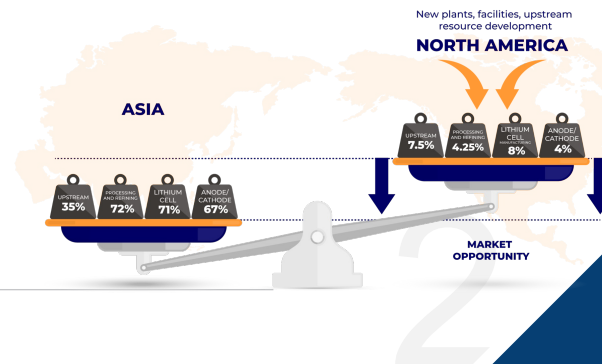 New plants, facilities, upstream
resource development
NORTH AMERICA
ASIA
UPSTREAM
7.5%
PROCESSING
AND REFINING
4.25%
LITHIUM
CELL
MANUFACTURING
8%
ANODE/
CATHODE
4%
UPSTREAM
35%
PROCESSING
AND REFINING
72%
LITHIUM
CELL
71%
ANODE/
CATHODE
67%
MARKET
OPPORTUNITY
2